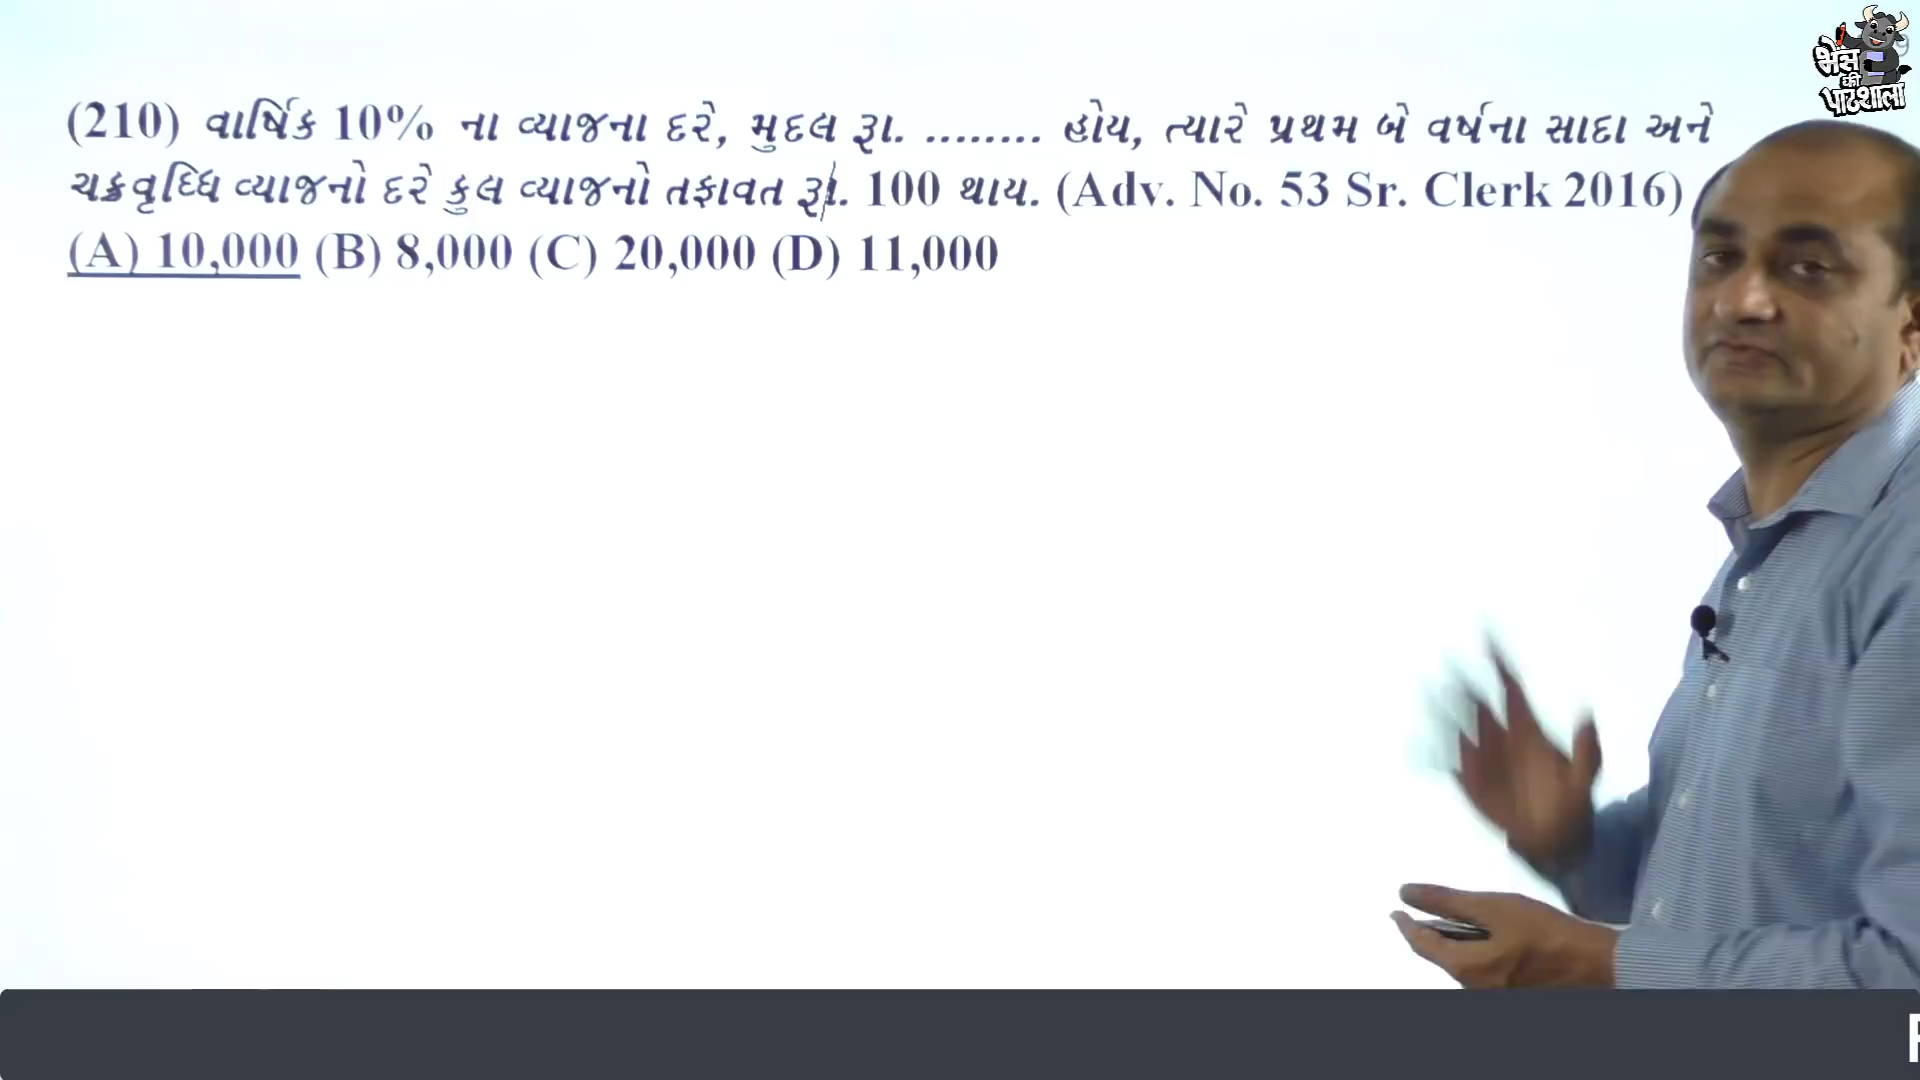 भेंस की पाठशाला
(210) વાર્ષિક 10% ના વ્યાજના દરે, મુદલ રૂા. ........ હોય, ત્યારે પ્રથમ બે વર્ષના સાદા અને
ચક્રવૃધ્ધિ વ્યાજનો દરે કુલ વ્યાજનો તફાવત રૂા. 100 થાય. (Adv. No. 53 Sr. Clerk 2016)
(A) 10,000 (B) 8,000 (C) 20,000 (D) 11,000